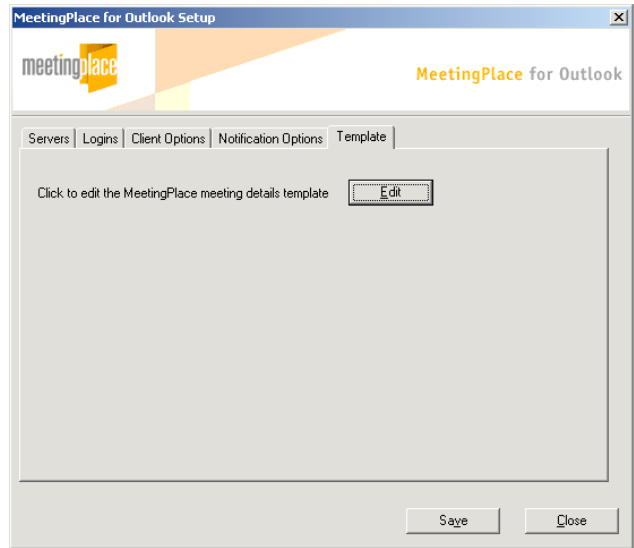 MeetingPlace for Outlook Setup
meetingplace
MeetingPlace for Outlook
Servers Logins Client Options Notification Options Template
Click to edit the MeetingPlace meeting details template Edit
Save Close